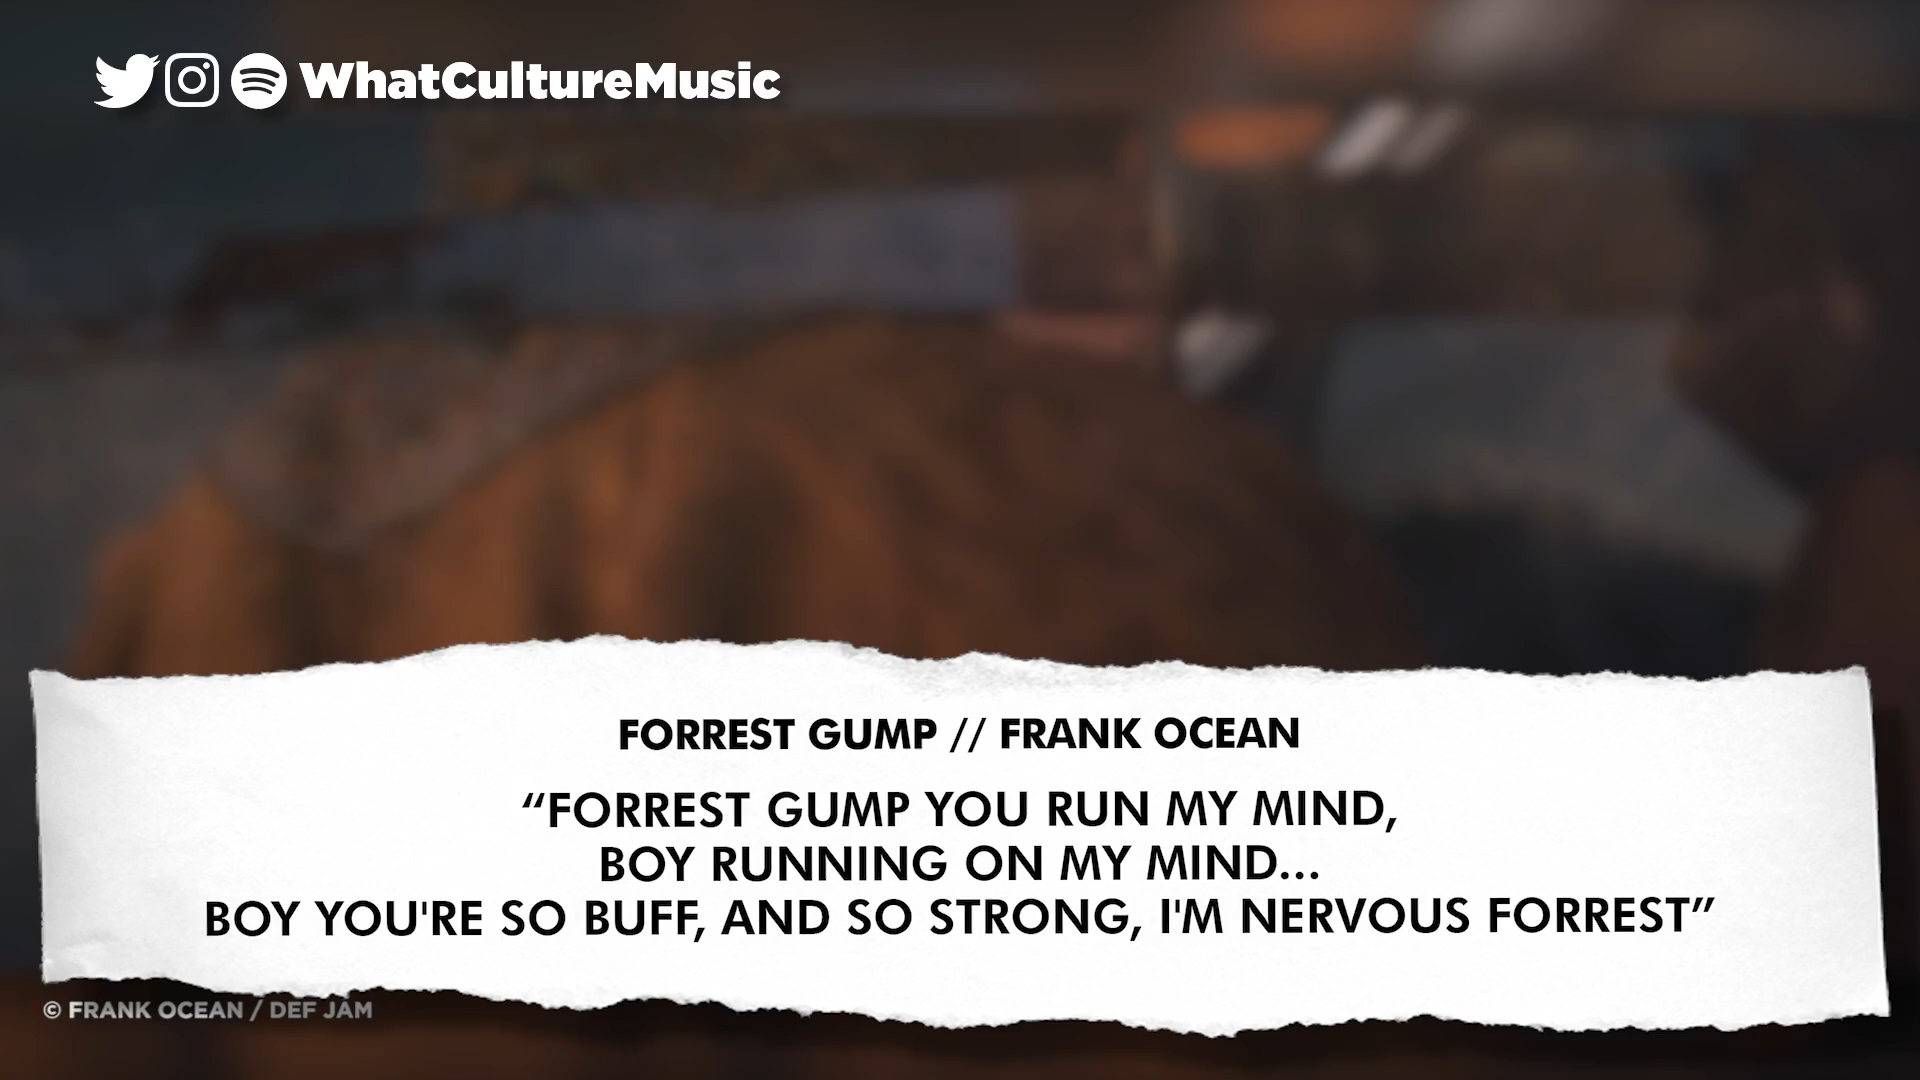 WhatCultureMusic
FORREST GUMP // FRANK OCEAN
“FORREST GUMP YOU RUN MY MIND,
BOY RUNNING ON MY MIND...
BOY YOU'RE SO BUFF, AND SO STRONG, I'M NERVOUS FORREST”
© FRANK OCEAN / DEF JAM